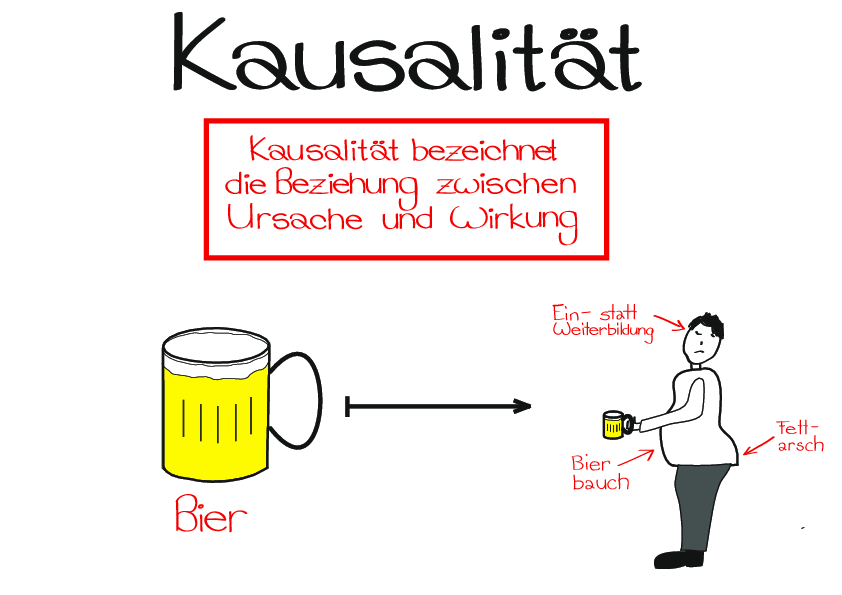 Kausalität
Kausalität bezeichnet
die Beziehung zwischen
Ursache und Wirkung
Ein- statt
Weiterbildung
Fett-
arsch
Bier
bauch
Bier